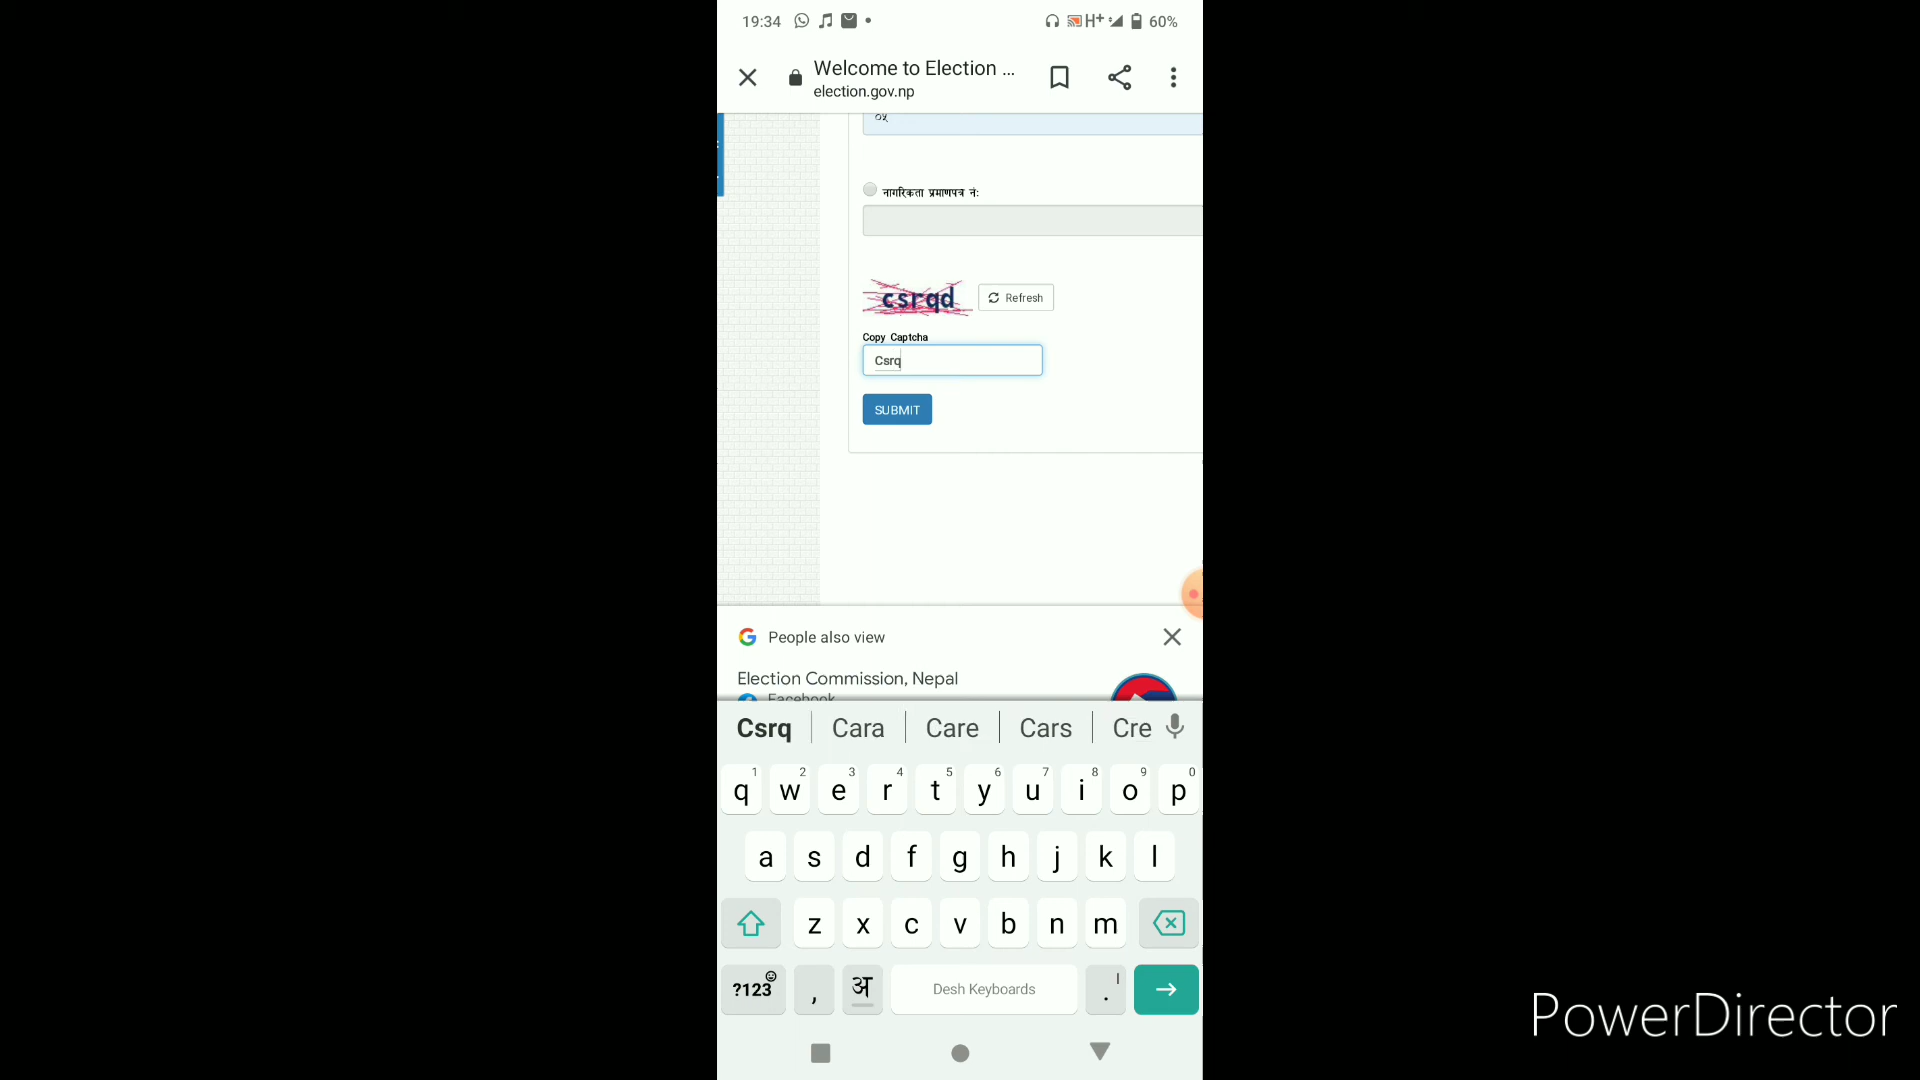 19:34 H+ 60%
Welcome to Election ...
election.gov.np
०५
नागरिकता प्रमाणपत्र नं:
csrqd Refresh
Copy Captcha
Csrq
SUBMIT
People also view
Election Commission, Nepal
Facebook
Csrq Cara Care Cars Cre
1 2 3 4 5 6 7 8 9 0
q w e r t y u i o p
a s d f g h j k l
z x c v b n m
?123 , अ Desh Keyboards . |
PowerDirector